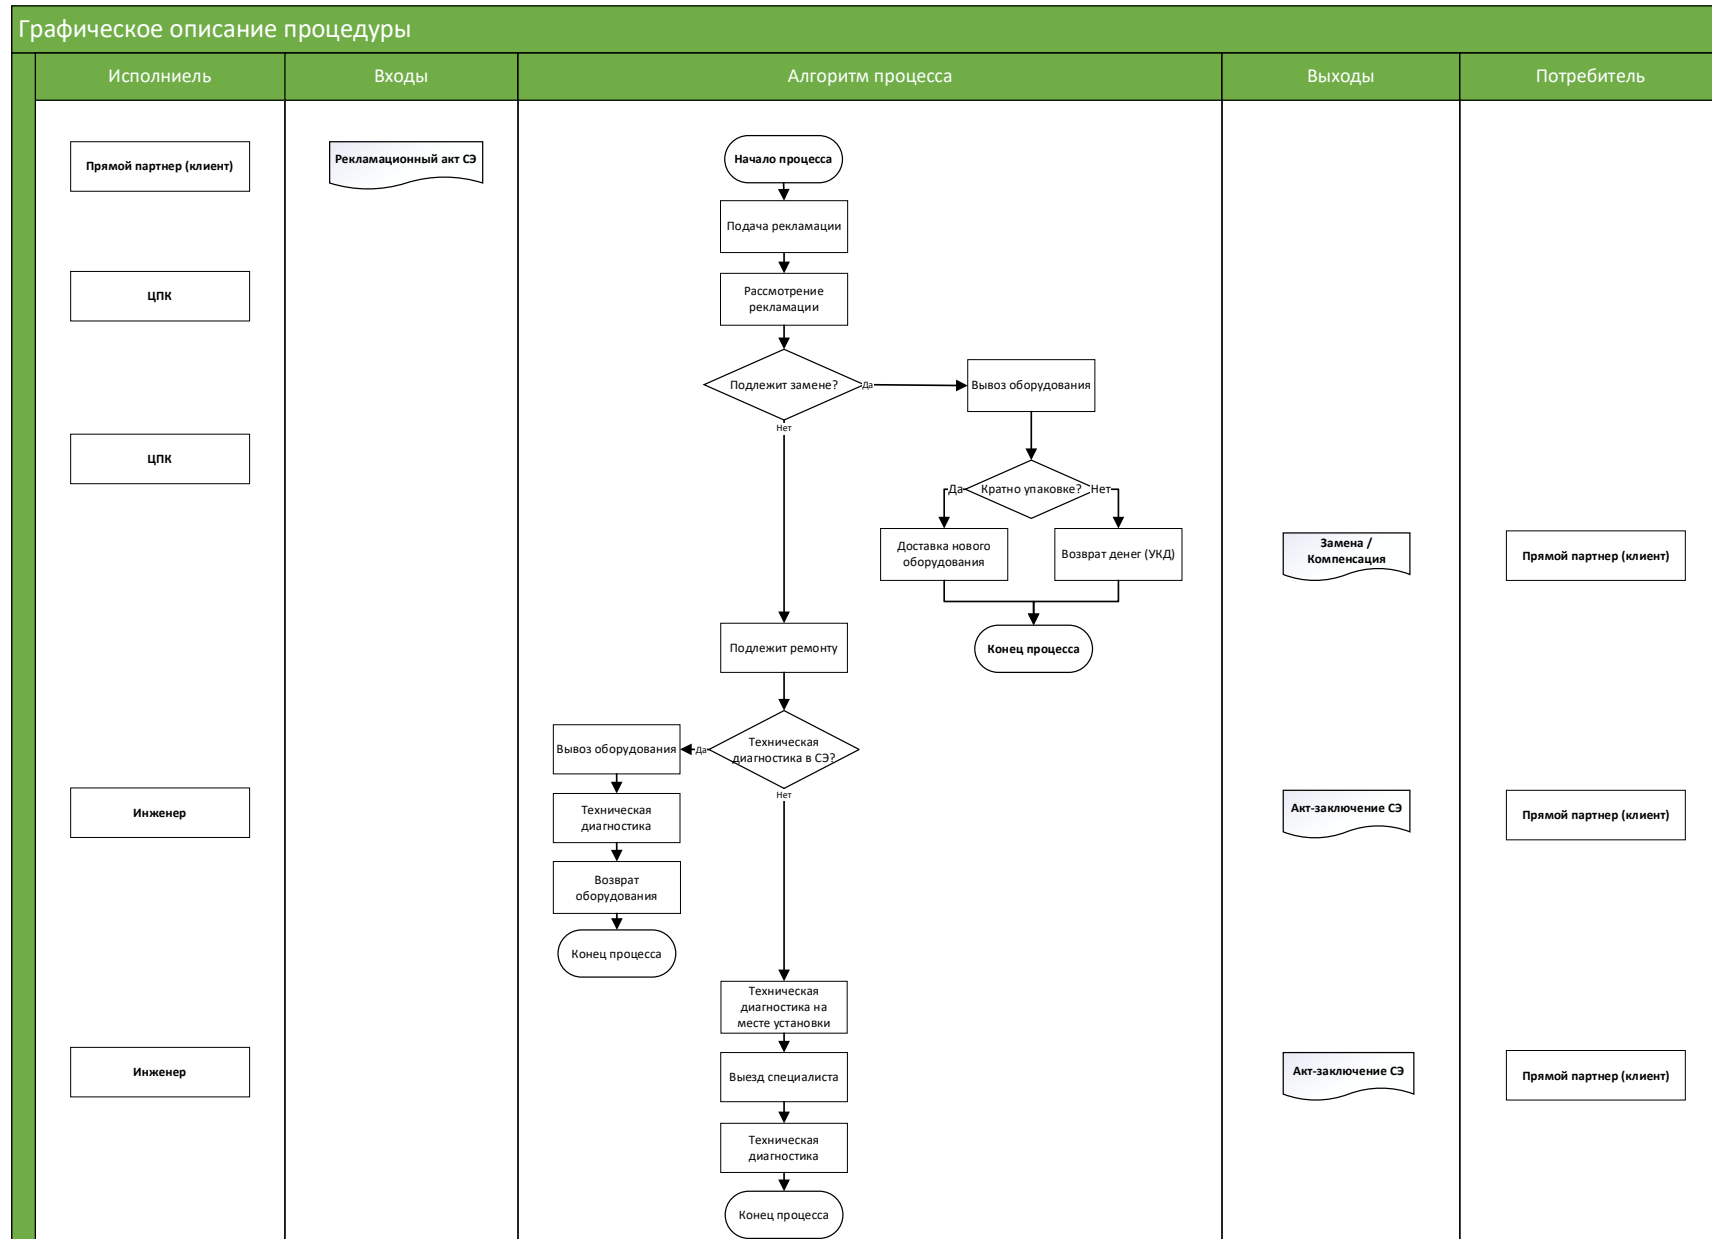 Графическое описание процедуры
Исполниель
Входы
Алгоритм процесса
Выходы
Потребитель
Прямой партнер (клиент)
Рекламационный акт СЭ
Начало процесса
Подача рекламации
ЦПК
Рассмотрение
рекламации
Подлежит замене?
Да
Вывоз оборудования
Нет
ЦПК
Да
Кратно упаковке?
Нет
Доставка нового
оборудования
Возврат денег (УКД)
Замена /
Компенсация
Прямой партнер (клиент)
Подлежит ремонту
Конец процесса
Вывоз оборудования
Да
Техническая
диагностика в СЭ?
Нет
Инженер
Техническая
диагностика
Акт-заключение СЭ
Прямой партнер (клиент)
Возврат
оборудования
Конец процесса
Техническая
диагностика на
месте установки
Инженер
Выезд специалиста
Акт-заключение СЭ
Прямой партнер (клиент)
Техническая
диагностика
Конец процесса